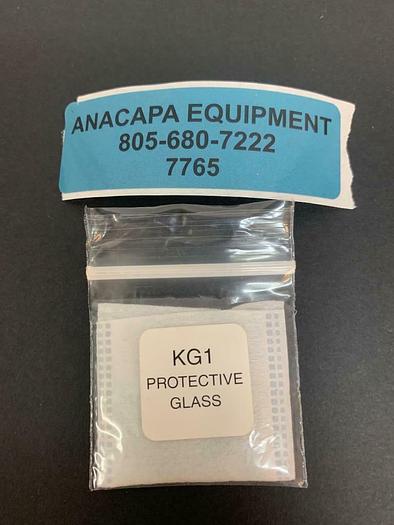 ANACAPA EQUIPMENT
805-680-7222
7765
KG1
PROTECTIVE
GLASS